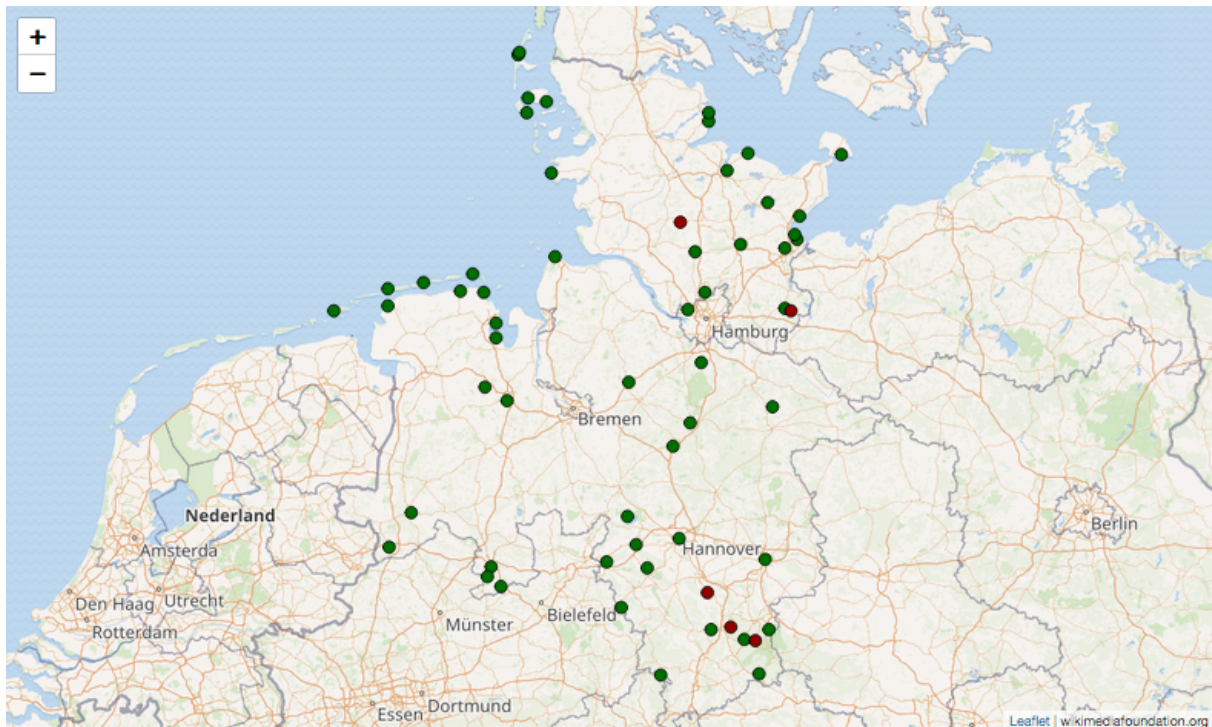 +
−
Hamburg
Bremen
Nederland
Amsterda
Hannover
Berlin
Den Haag
Utrecht
Rotterdam
Münster
Bielefeld
Dortmund
Essen
Leaflet | wikimediafoundation.org